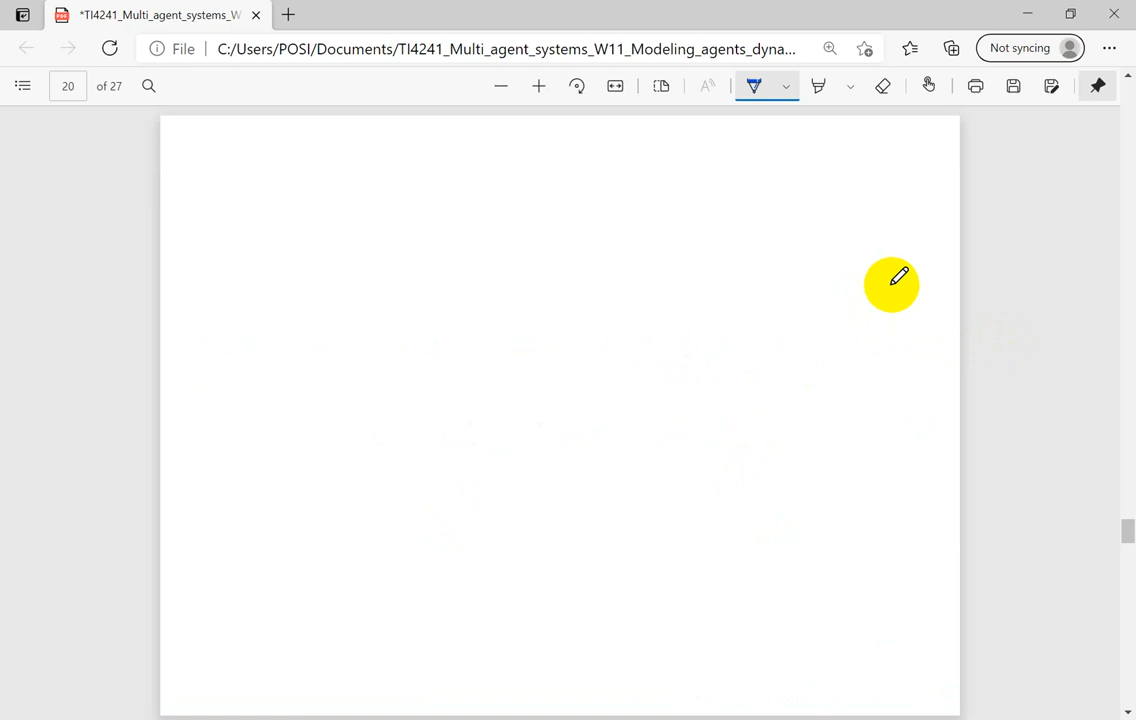 *TI4241_Multi_agent_systems_W
File
C:/Users/POSI/Documents/TI4241_Multi_agent_systems_W11_Modeling_agents_dyna...
Not syncing
20 of 27